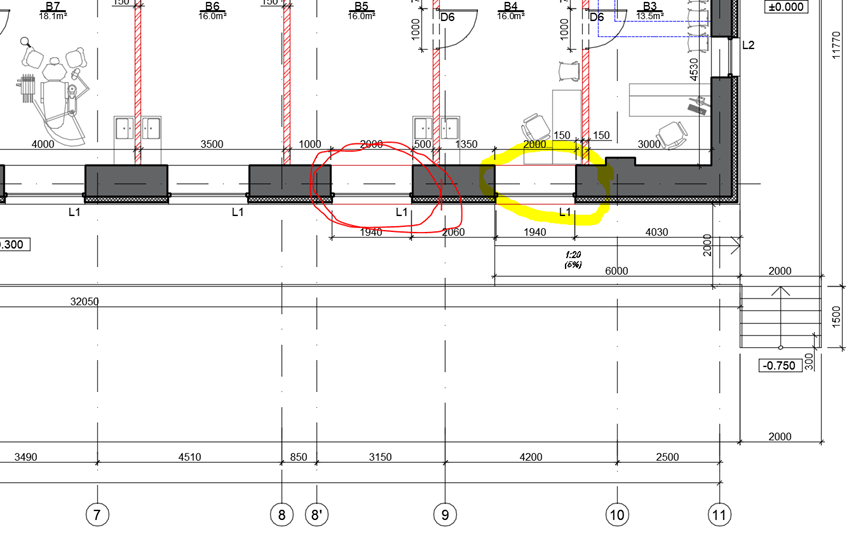 150
B7
18.1m²
B6
16.0m²
150
B5
16.0m²
1000
D6
B4
16.0m²
1000
D6
B3
13.5m²
±0.000
L2
4530
11770
4000
3500
1000
2000
500
1350
2000
150
150
3000
L1
L1
L1
L1
1940
2060
1940
4030
2000
1:20
(5%)
6000
2000
32050
1500
300
-0.750
2000
3490
4510
850
3150
4200
2500
7
8
8'
9
10
11